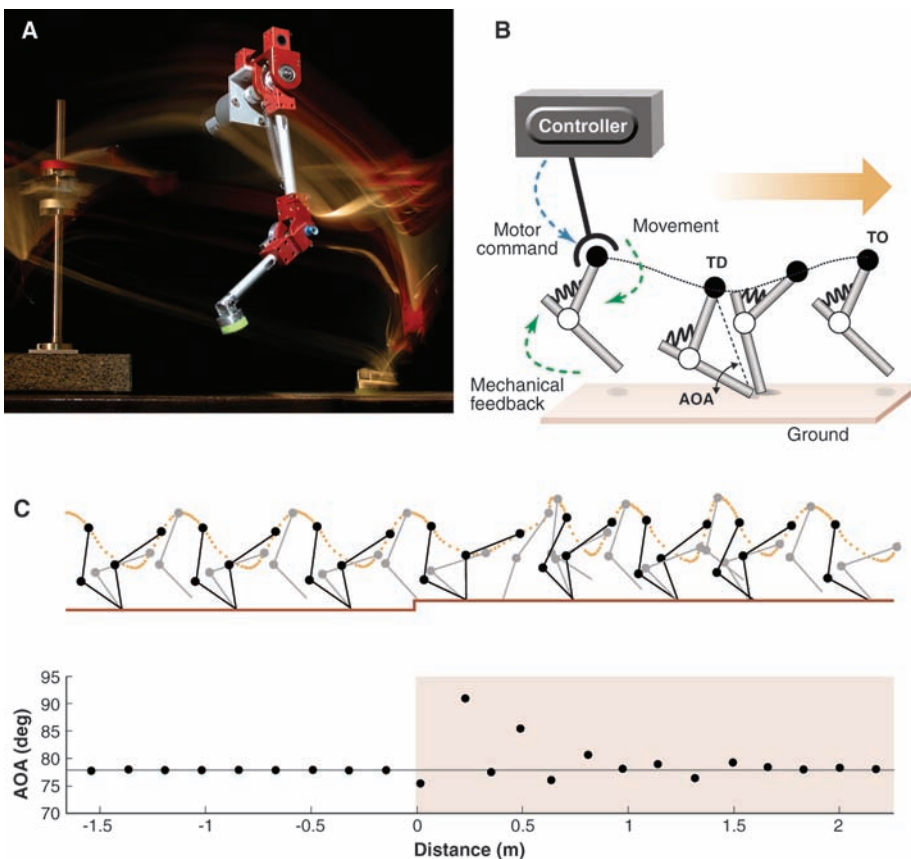 A
B
Controller
Motor
command
Movement
TD
TO
Mechanical
feedback
AOA
Ground
C
AOA (deg)
95
90
85
80
75
70
-1.5
-1
-0.5
0
0.5
1
1.5
2
Distance (m)